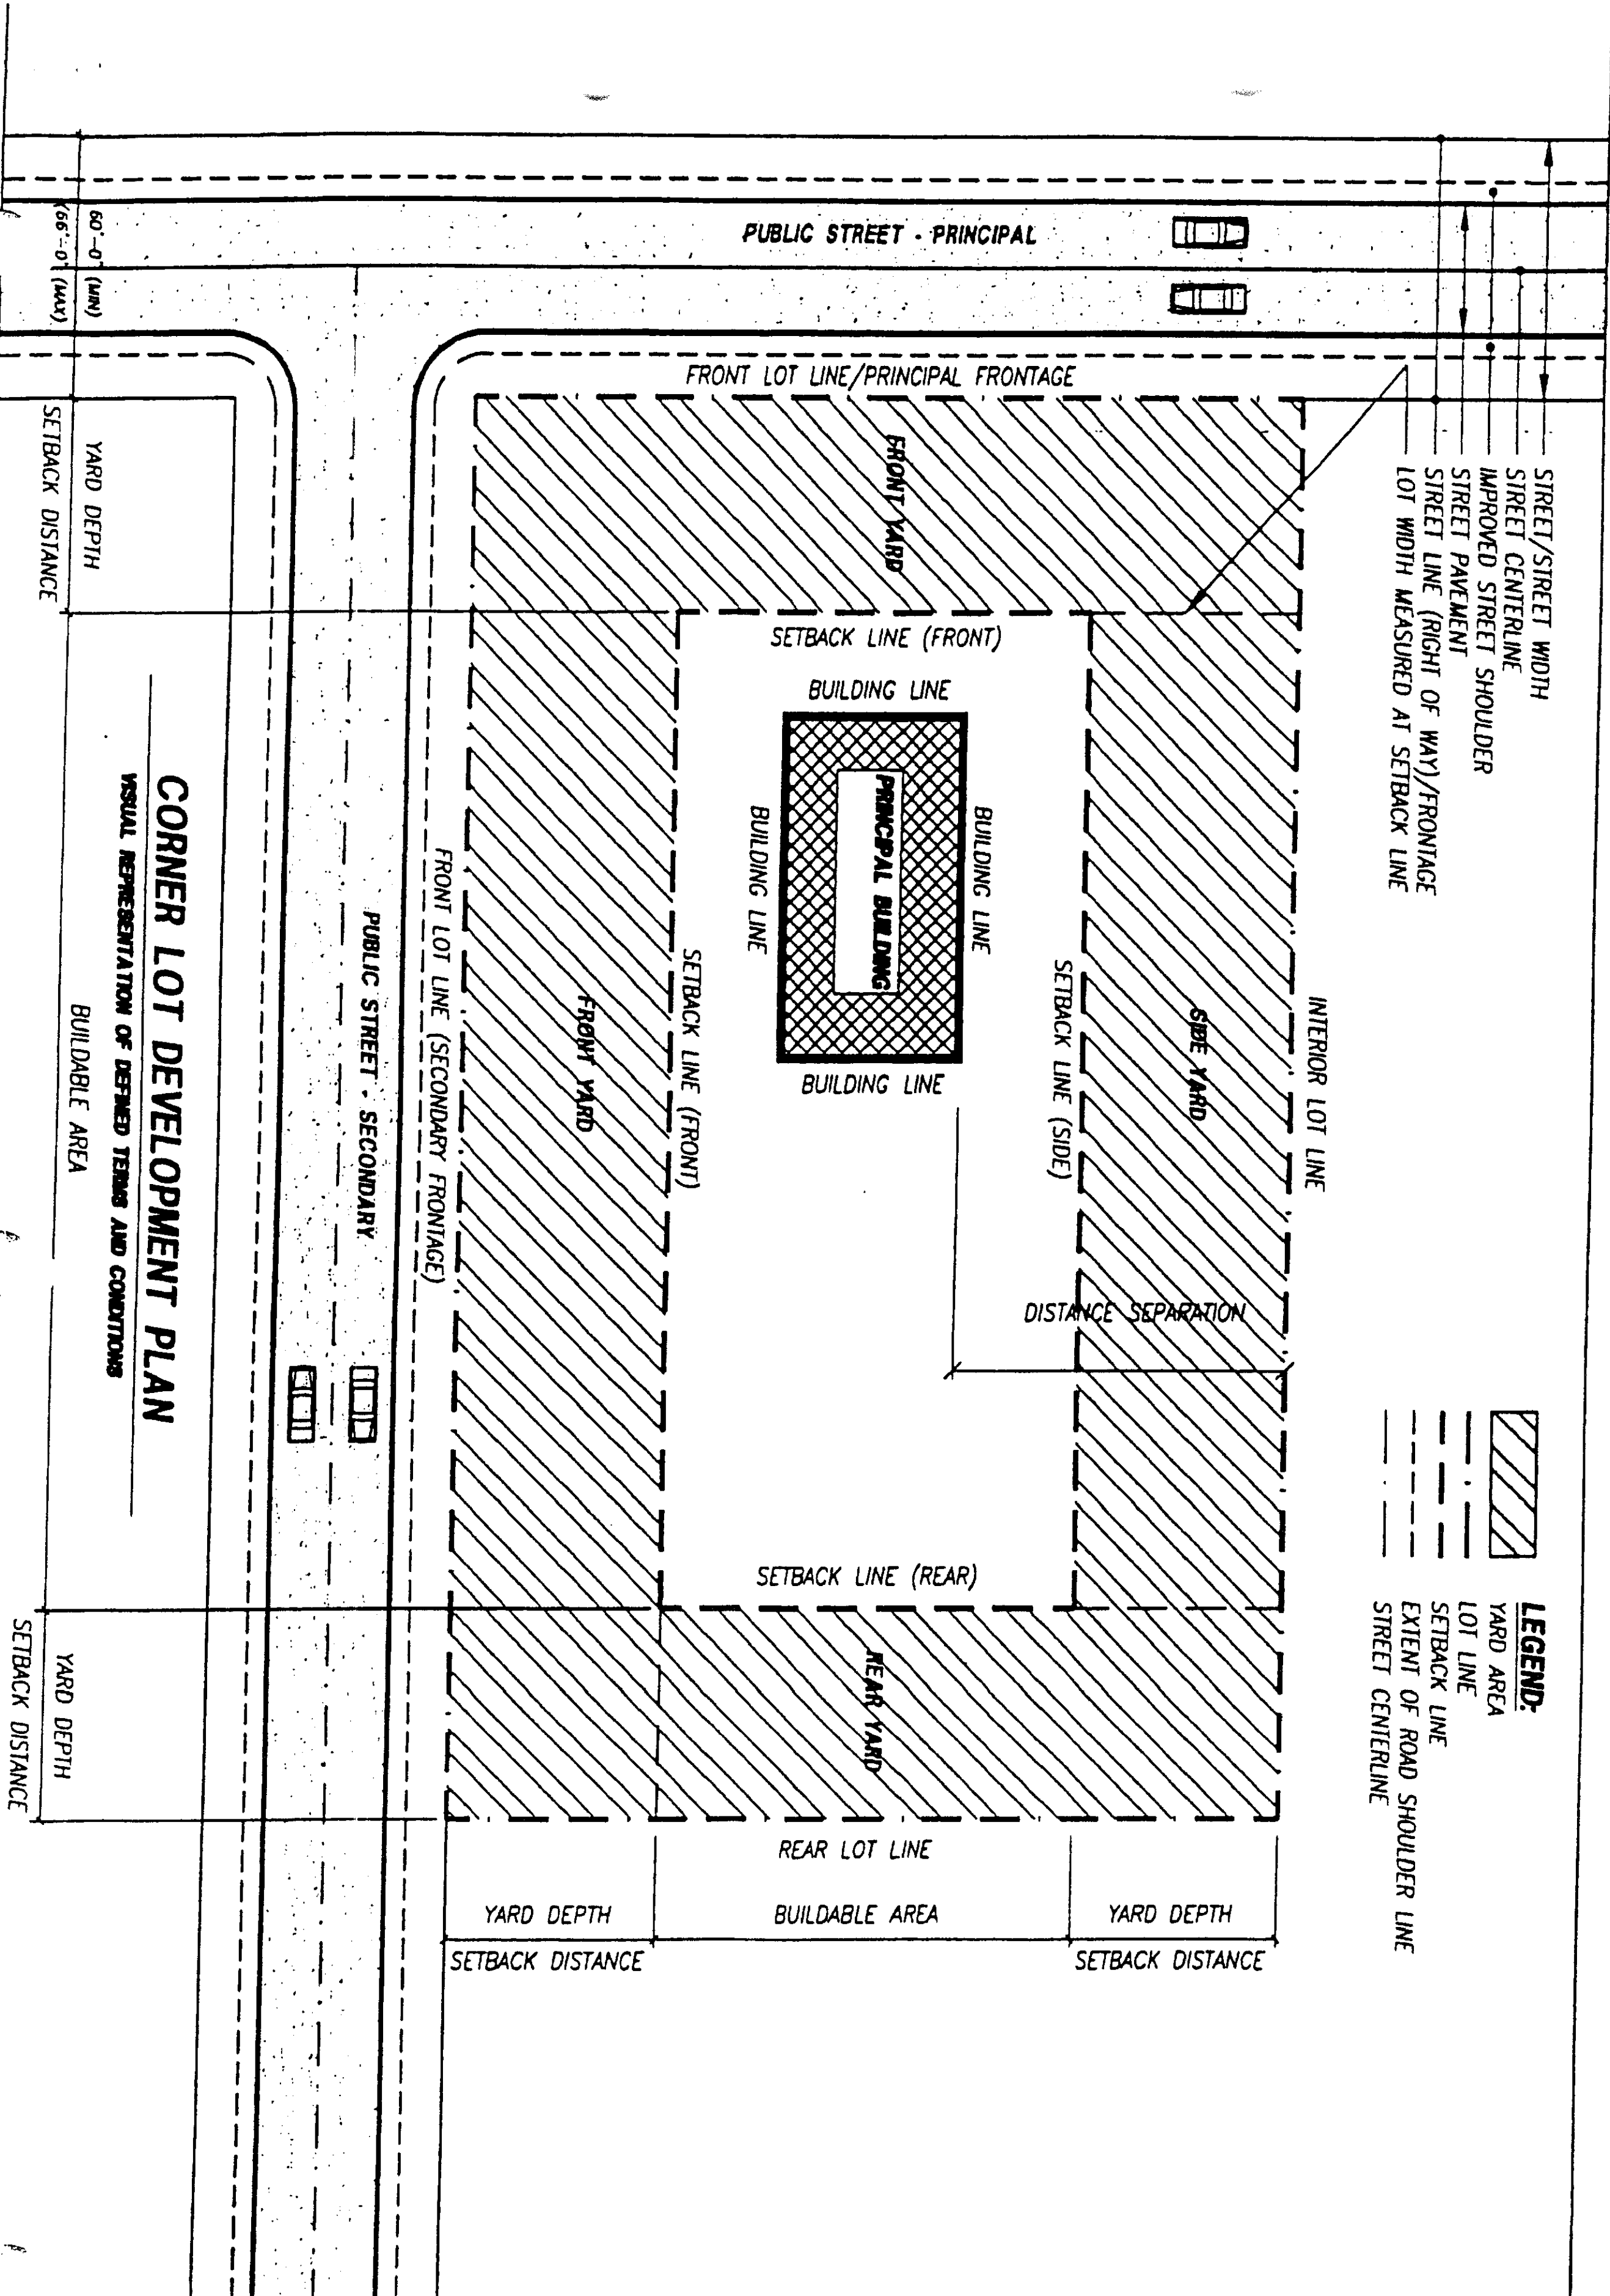 STREET/STREET WIDTH
STREET CENTERLINE
IMPROVED STREET SHOULDER
STREET PAVEMENT
STREET LINE (RIGHT OF WAY)/FRONTAGE
LOT WIDTH MEASURED AT SETBACK LINE
LEGEND:
YARD AREA
LOT LINE
SETBACK LINE
EXTENT OF ROAD SHOULDER LINE
STREET CENTERLINE
PUBLIC STREET - PRINCIPAL
FRONT LOT LINE/PRINCIPAL FRONTAGE
FRONT YARD
SETBACK LINE (FRONT)
BUILDING LINE
BUILDING LINE
PRINCIPAL BUILDING
BUILDING LINE
BUILDING LINE
INTERIOR LOT LINE
SIDE YARD
SETBACK LINE (SIDE)
DISTANCE SEPARATION
SETBACK LINE (FRONT)
FRONT YARD
FRONT LOT LINE (SECONDARY FRONTAGE)
PUBLIC STREET - SECONDARY
SETBACK LINE (REAR)
REAR YARD
REAR LOT LINE
YARD DEPTH
BUILDABLE AREA
YARD DEPTH
SETBACK DISTANCE
SETBACK DISTANCE
60'-0" (MIN)
(66'-0") (MAX)
YARD DEPTH
SETBACK DISTANCE
BUILDABLE AREA
YARD DEPTH
SETBACK DISTANCE
CORNER LOT DEVELOPMENT PLAN
VISUAL REPRESENTATION OF DEFINED TERMS AND CONDITIONS